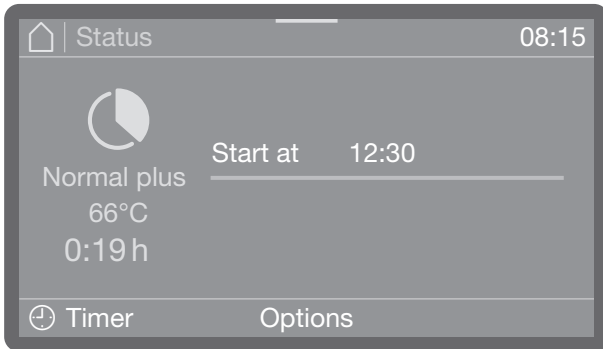 Status 08:15
Start at 12:30
Normal plus
66°C
0:19 h
Timer Options